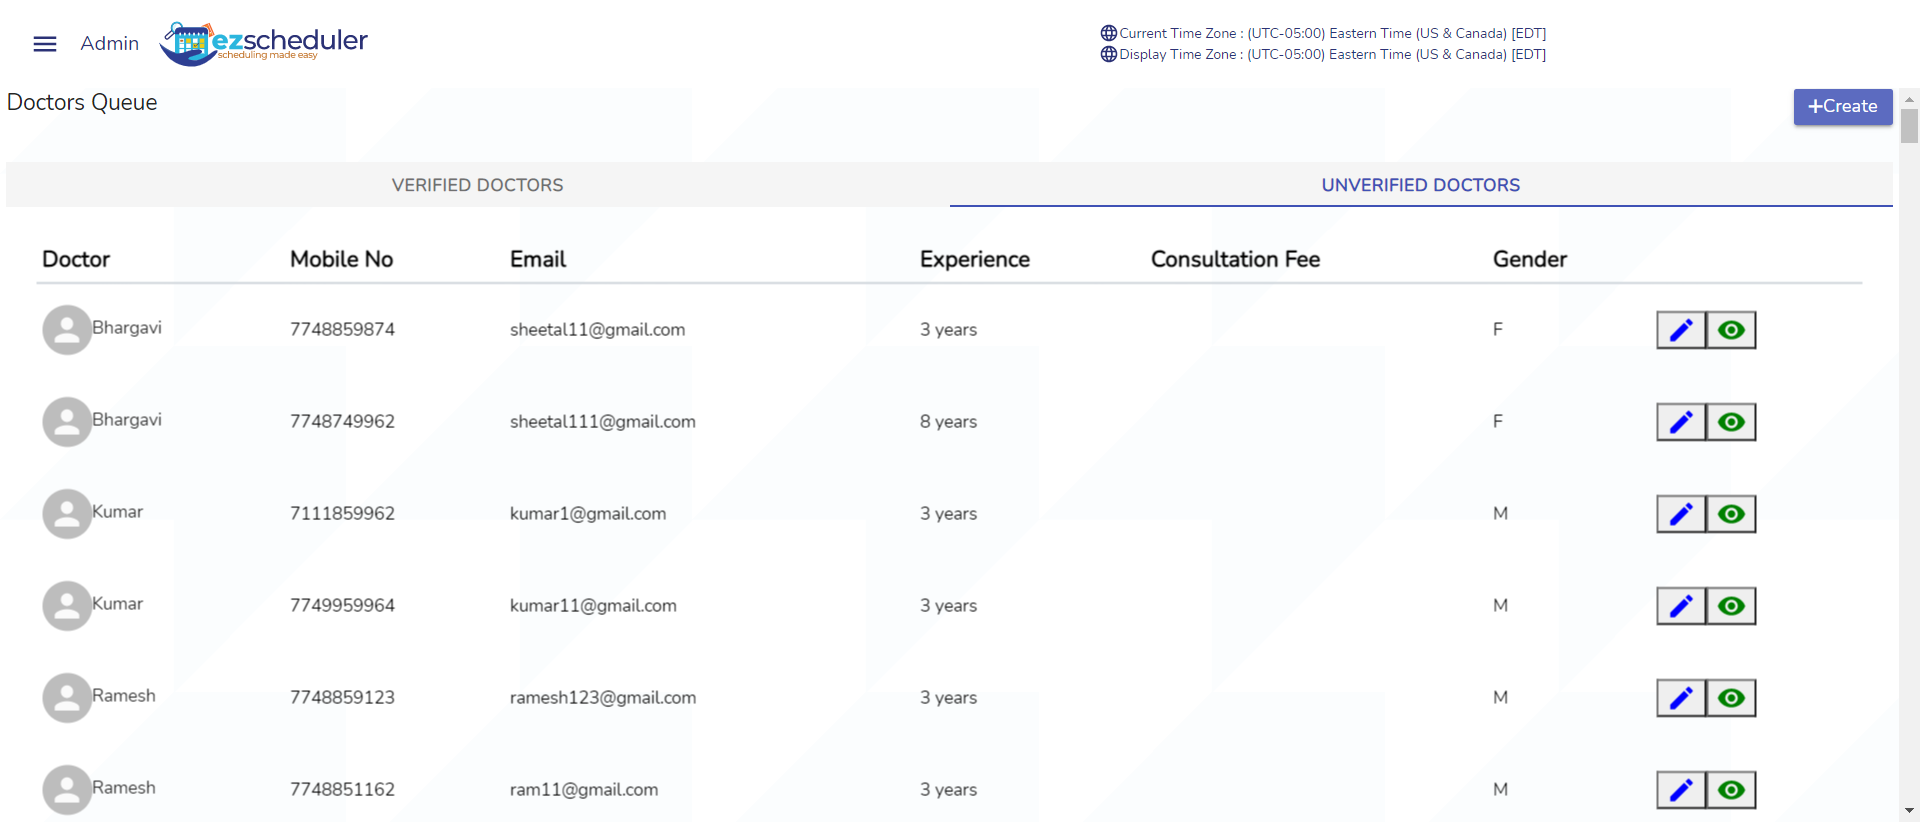 Admin
ezscheduler
scheduling made easy
Current Time Zone : (UTC-05:00) Eastern Time (US & Canada) [EDT]
Display Time Zone : (UTC-05:00) Eastern Time (US & Canada) [EDT]
Doctors Queue
+Create
VERIFIED DOCTORS UNVERIFIED DOCTORS
Doctor Mobile No Email Experience Consultation Fee Gender
Bhargavi 7748859874 sheetal11@gmail.com 3 years F
Bhargavi 7748749962 sheetal111@gmail.com 8 years F
Kumar 7111859962 kumar1@gmail.com 3 years M
Kumar 7749959964 kumar11@gmail.com 3 years M
Ramesh 7748859123 ramesh123@gmail.com 3 years M
Ramesh 7748851162 ram11@gmail.com 3 years M